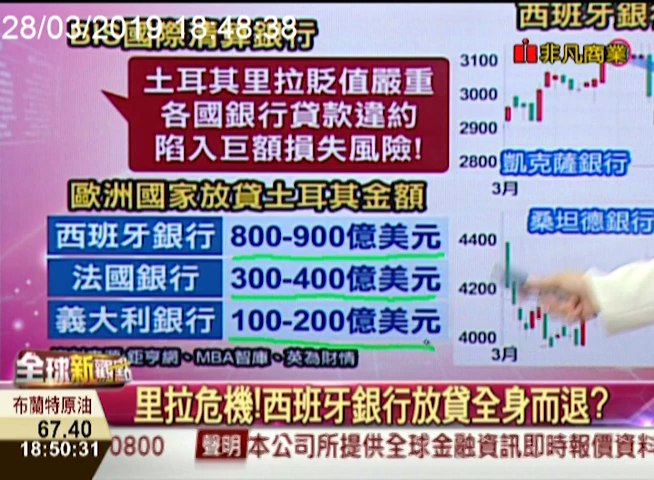 28/03/2019 18:48:38
BIS國際清算銀行
西班牙銀
非凡商業
土耳其里拉貶值嚴重
各國銀行貸款違約
陷入巨額損失風險!
歐洲國家放貸土耳其金額
西班牙銀行 800-900億美元
法國銀行 300-400億美元
義大利銀行 100-200億美元
鉅亨網、MBA智庫、英為財情
3100
3000
2900
2800
凱克薩銀行
3月
桑坦德銀行
4400
4200
4000
3月
全球新觀點
里拉危機!西班牙銀行放貸全身而退?
布蘭特原油
67.40
18:50:31
0800 聲明 本公司所提供全球金融資訊即時報價資料